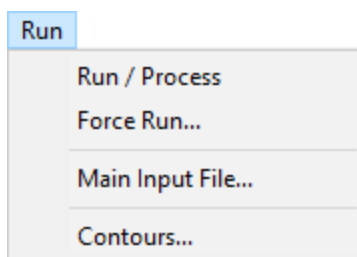 Run
Run / Process
Force Run...
Main Input File...
Contours...